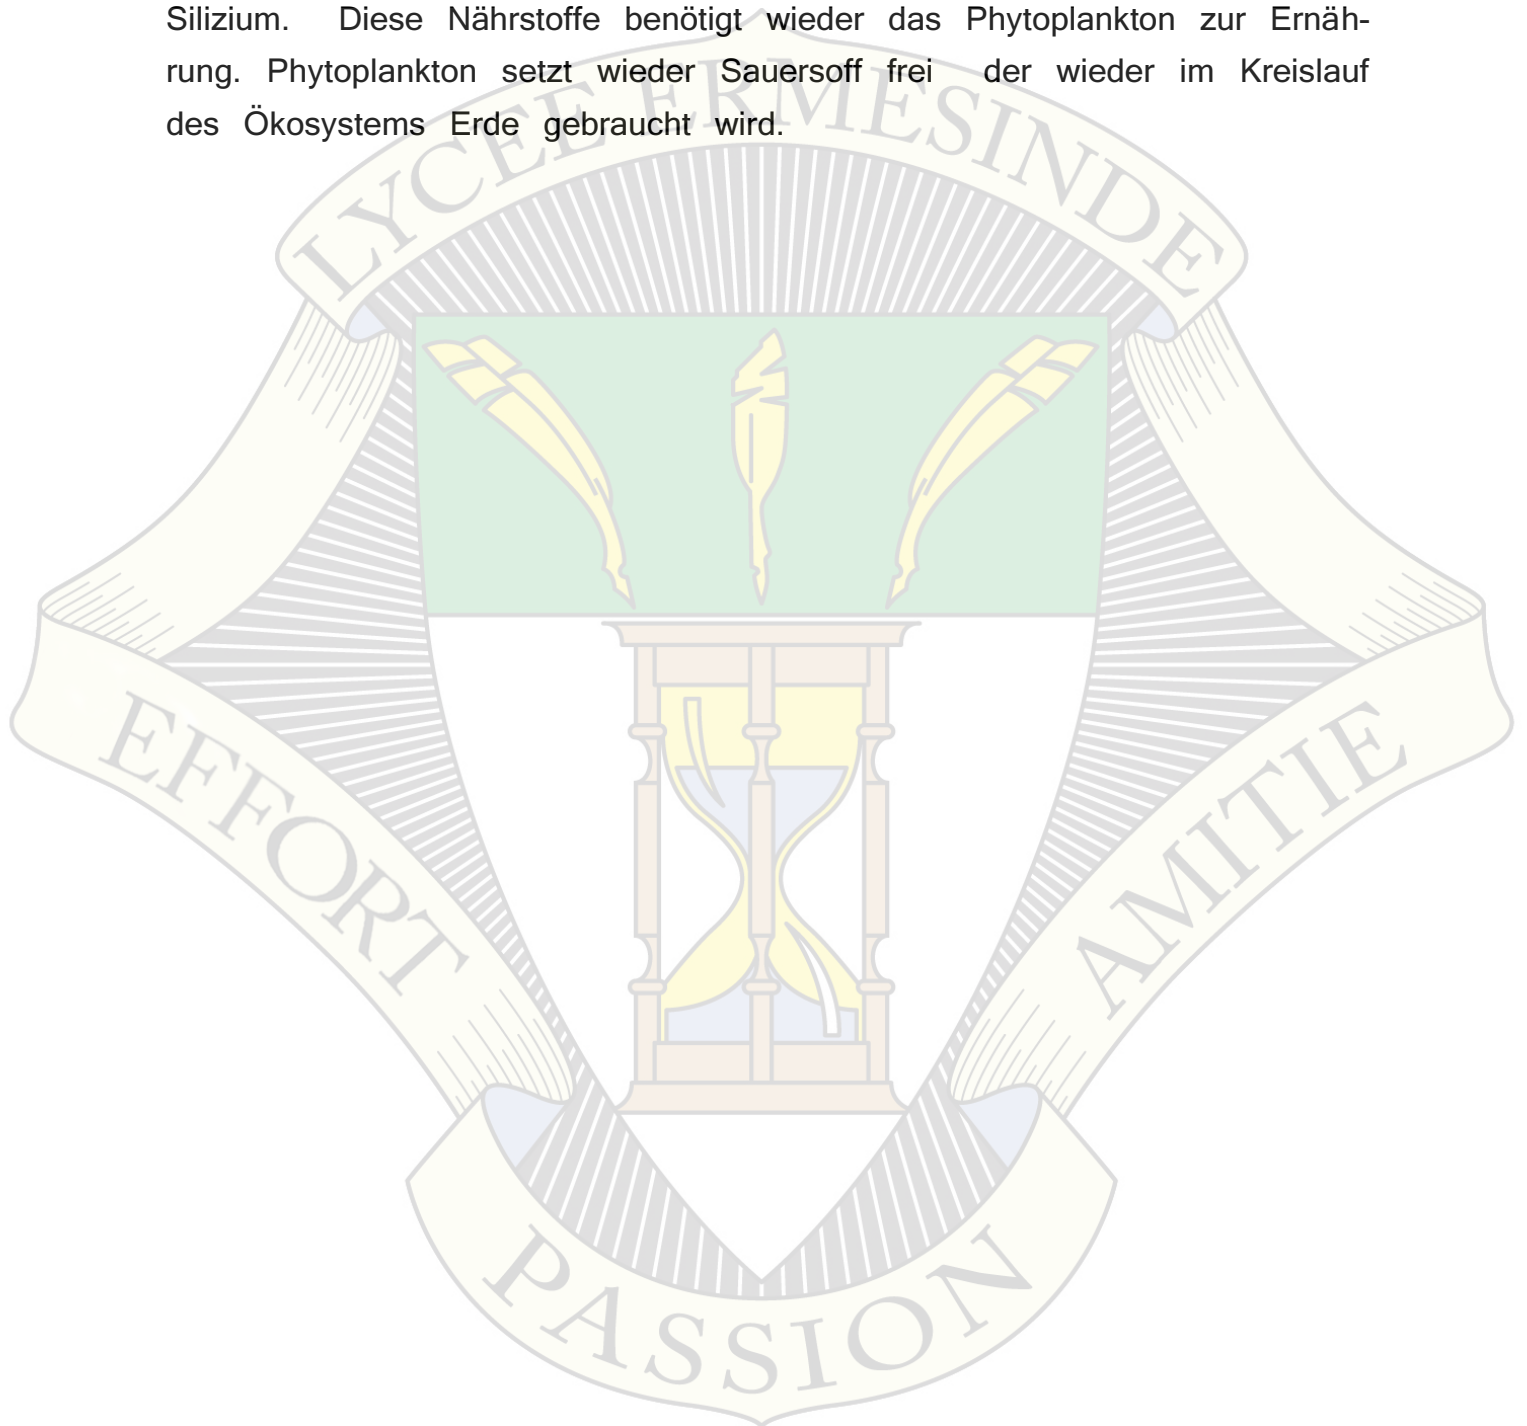 Silizium. Diese Nährstoffe benötigt wieder das Phytoplankton zur Ernäh-
rung. Phytoplankton setzt wieder Sauersoff frei der wieder im Kreislauf
des Ökosystems Erde gebraucht wird.
LYCEE ERMESINDE
EFFORT
AMITIE
PASSION